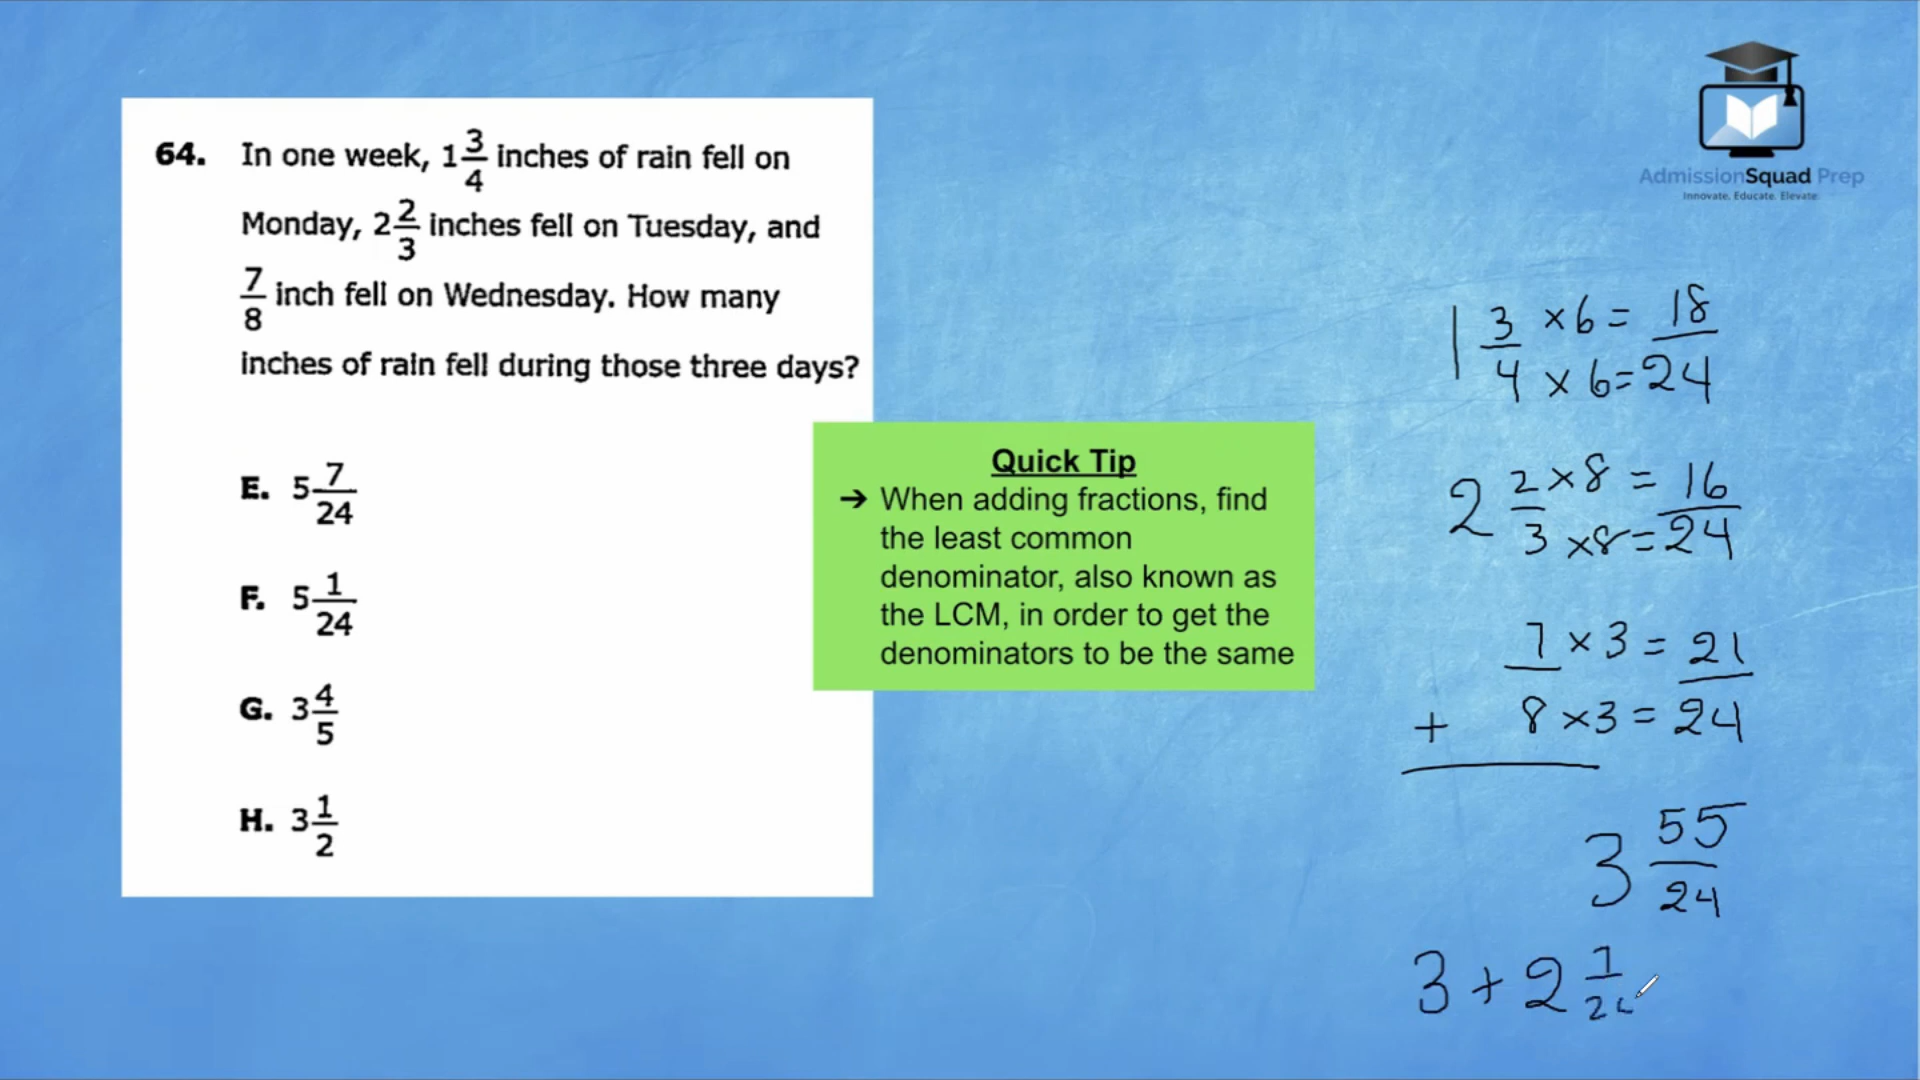 64. In one week, 1 3/4 inches of rain fell on
Monday, 2 2/3 inches fell on Tuesday, and
7/8 inch fell on Wednesday. How many
inches of rain fell during those three days?
E. 5 7/24
F. 5 1/24
G. 3 4/5
H. 3 1/2
Quick Tip
➔ When adding fractions, find
the least common
denominator, also known as
the LCM, in order to get the
denominators to be the same
AdmissionSquad Prep
Innovate. Educate. Elevate.
1 3/4 × 6 = 18
× 6 = 24
2 2/3 × 8 = 16
× 8 = 24
7 × 3 = 21
+ 8 × 3 = 24
3 55/24
3 + 2 7/24